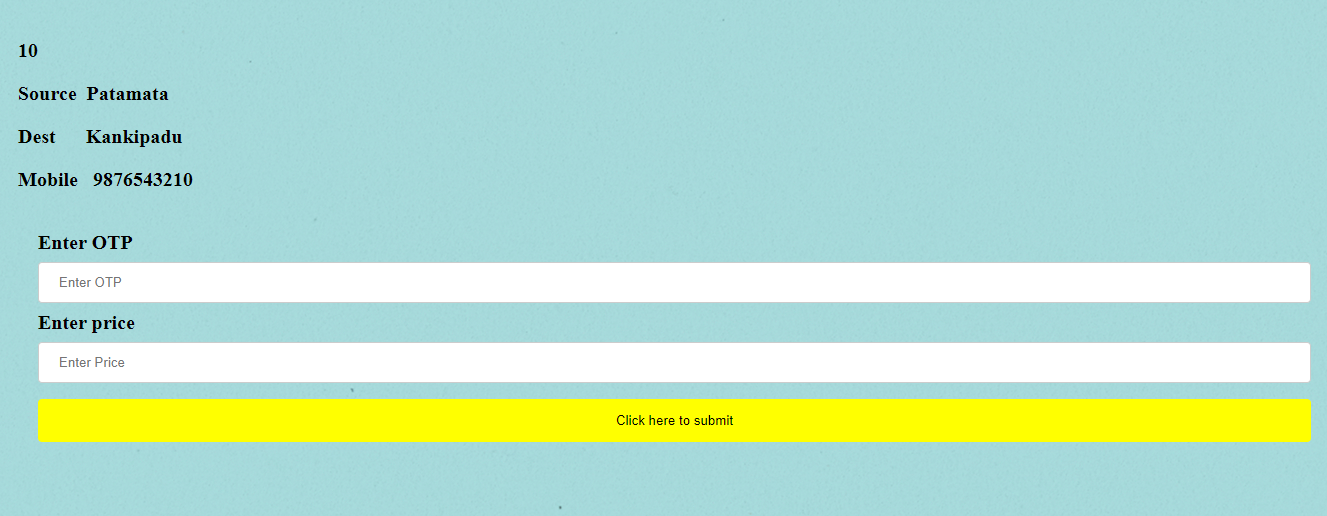 10
Source Patamata
Dest Kankipadu
Mobile 9876543210
Enter OTP
Enter OTP
Enter price
Enter Price
Click here to submit